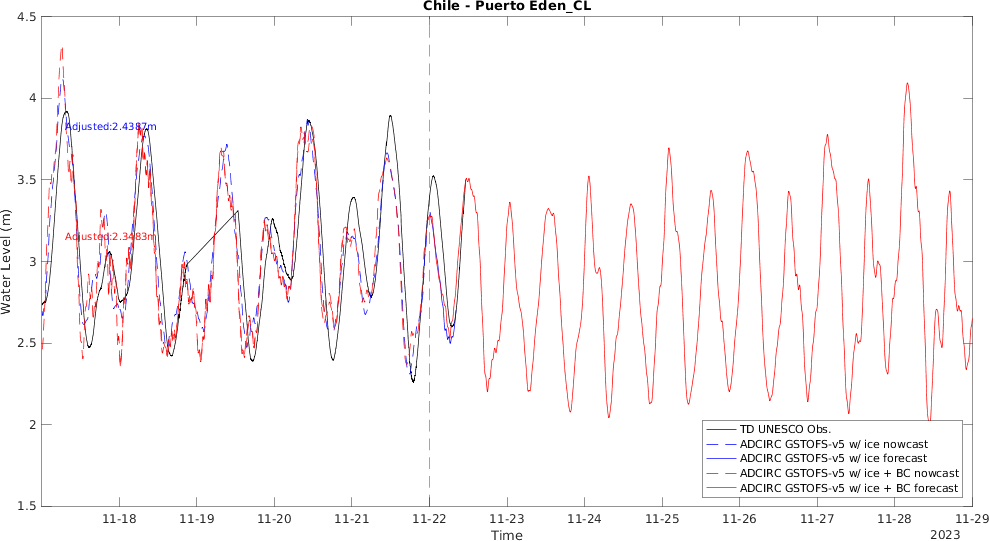 Chile - Puerto Eden_CL
4.5
4
3.5
3
2.5
2
1.5
Water Level (m)
Adjusted:2.4387m
Adjusted:2.3483m
TD UNESCO Obs.
ADCIRC GSTOFS-v5 w/ ice nowcast
ADCIRC GSTOFS-v5 w/ ice forecast
ADCIRC GSTOFS-v5 w/ ice + BC nowcast
ADCIRC GSTOFS-v5 w/ ice + BC forecast
11-18 11-19 11-20 11-21 11-22 11-23 11-24 11-25 11-26 11-27 11-28 11-29
Time
2023